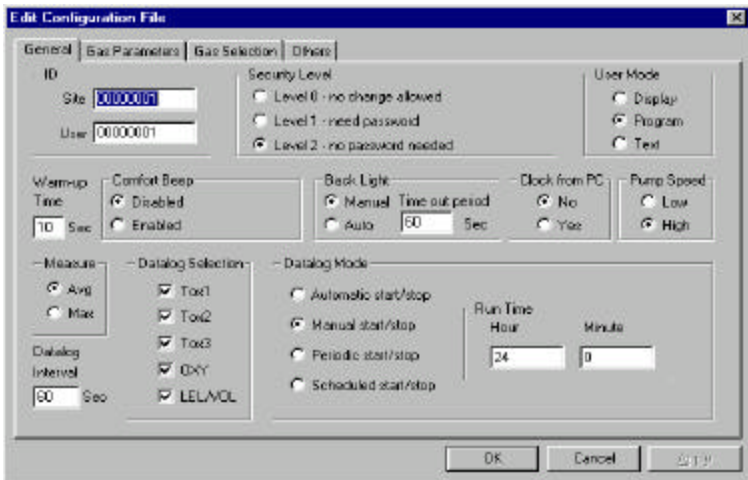 Edit Configuration File
General Gas Parameters Gas Selection Others
ID
Site 00000001
User 00000001
Security Level
Level 0 - no change allowed
Level 1 - need password
Level 2 - no password needed
User Mode
Display
Program
Text
Warm-up
Time
10 Sec
Comfort Beep
Disabled
Enabled
Back Light
Manual
Auto
Time out period
60 Sec
Clock from PC
No
Yes
Pump Speed
Low
High
Measure
Avg
Max
Datalog
Interval
60 Sec
Datalog Selection
Tox1
Tox2
Tox3
OXY
LEL/VOL
Datalog Mode
Automatic start/stop
Manual start/stop
Periodic start/stop
Scheduled start/stop
Run Time
Hour Minute
24 0
OK Cancel